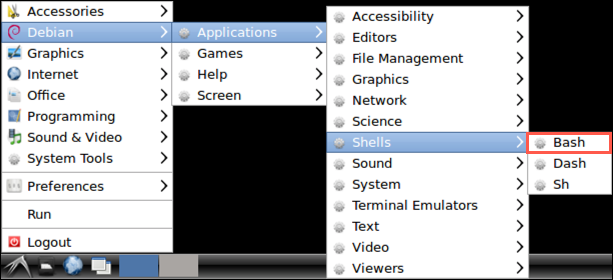 Accessories
Debian
Graphics
Internet
Office
Programming
Sound & Video
System Tools
Preferences
Run
Logout
Applications
Games
Help
Screen
Accessibility
Editors
File Management
Graphics
Network
Science
Shells
Sound
System
Terminal Emulators
Text
Video
Viewers
Bash
Dash
Sh